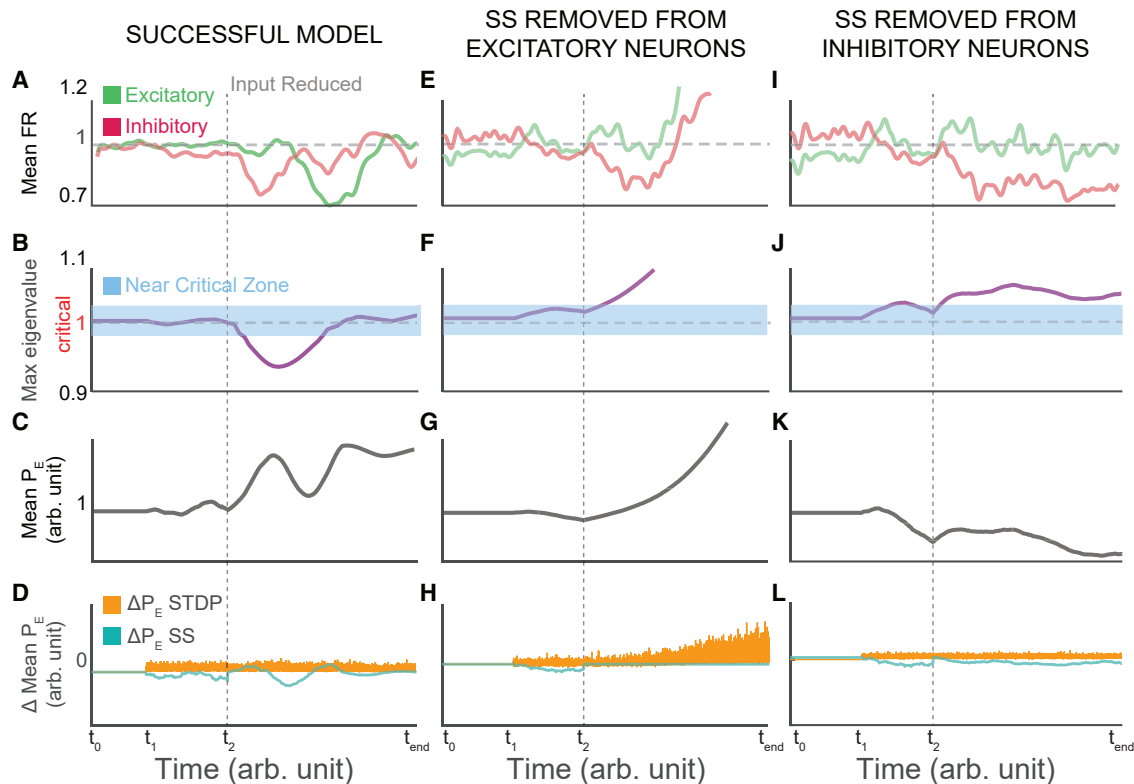 SUCCESSFUL MODEL
SS REMOVED FROM
EXCITATORY NEURONS
SS REMOVED FROM
INHIBITORY NEURONS
A
1.2
Excitatory
Inhibitory
Input Reduced
1
0.7
Mean FR
E
I
B
1.1
Near Critical Zone
1
0.9
Max eigenvalue
critical
F
J
C
1
Mean P_E
(arb. unit)
G
K
D
ΔP_E STDP
ΔP_E SS
0
Δ Mean P_E
(arb. unit)
H
L
t_0 t_1 t_2 t_end
Time (arb. unit)
t_0 t_1 t_2 t_end
Time (arb. unit)
t_0 t_1 t_2 t_end
Time (arb. unit)